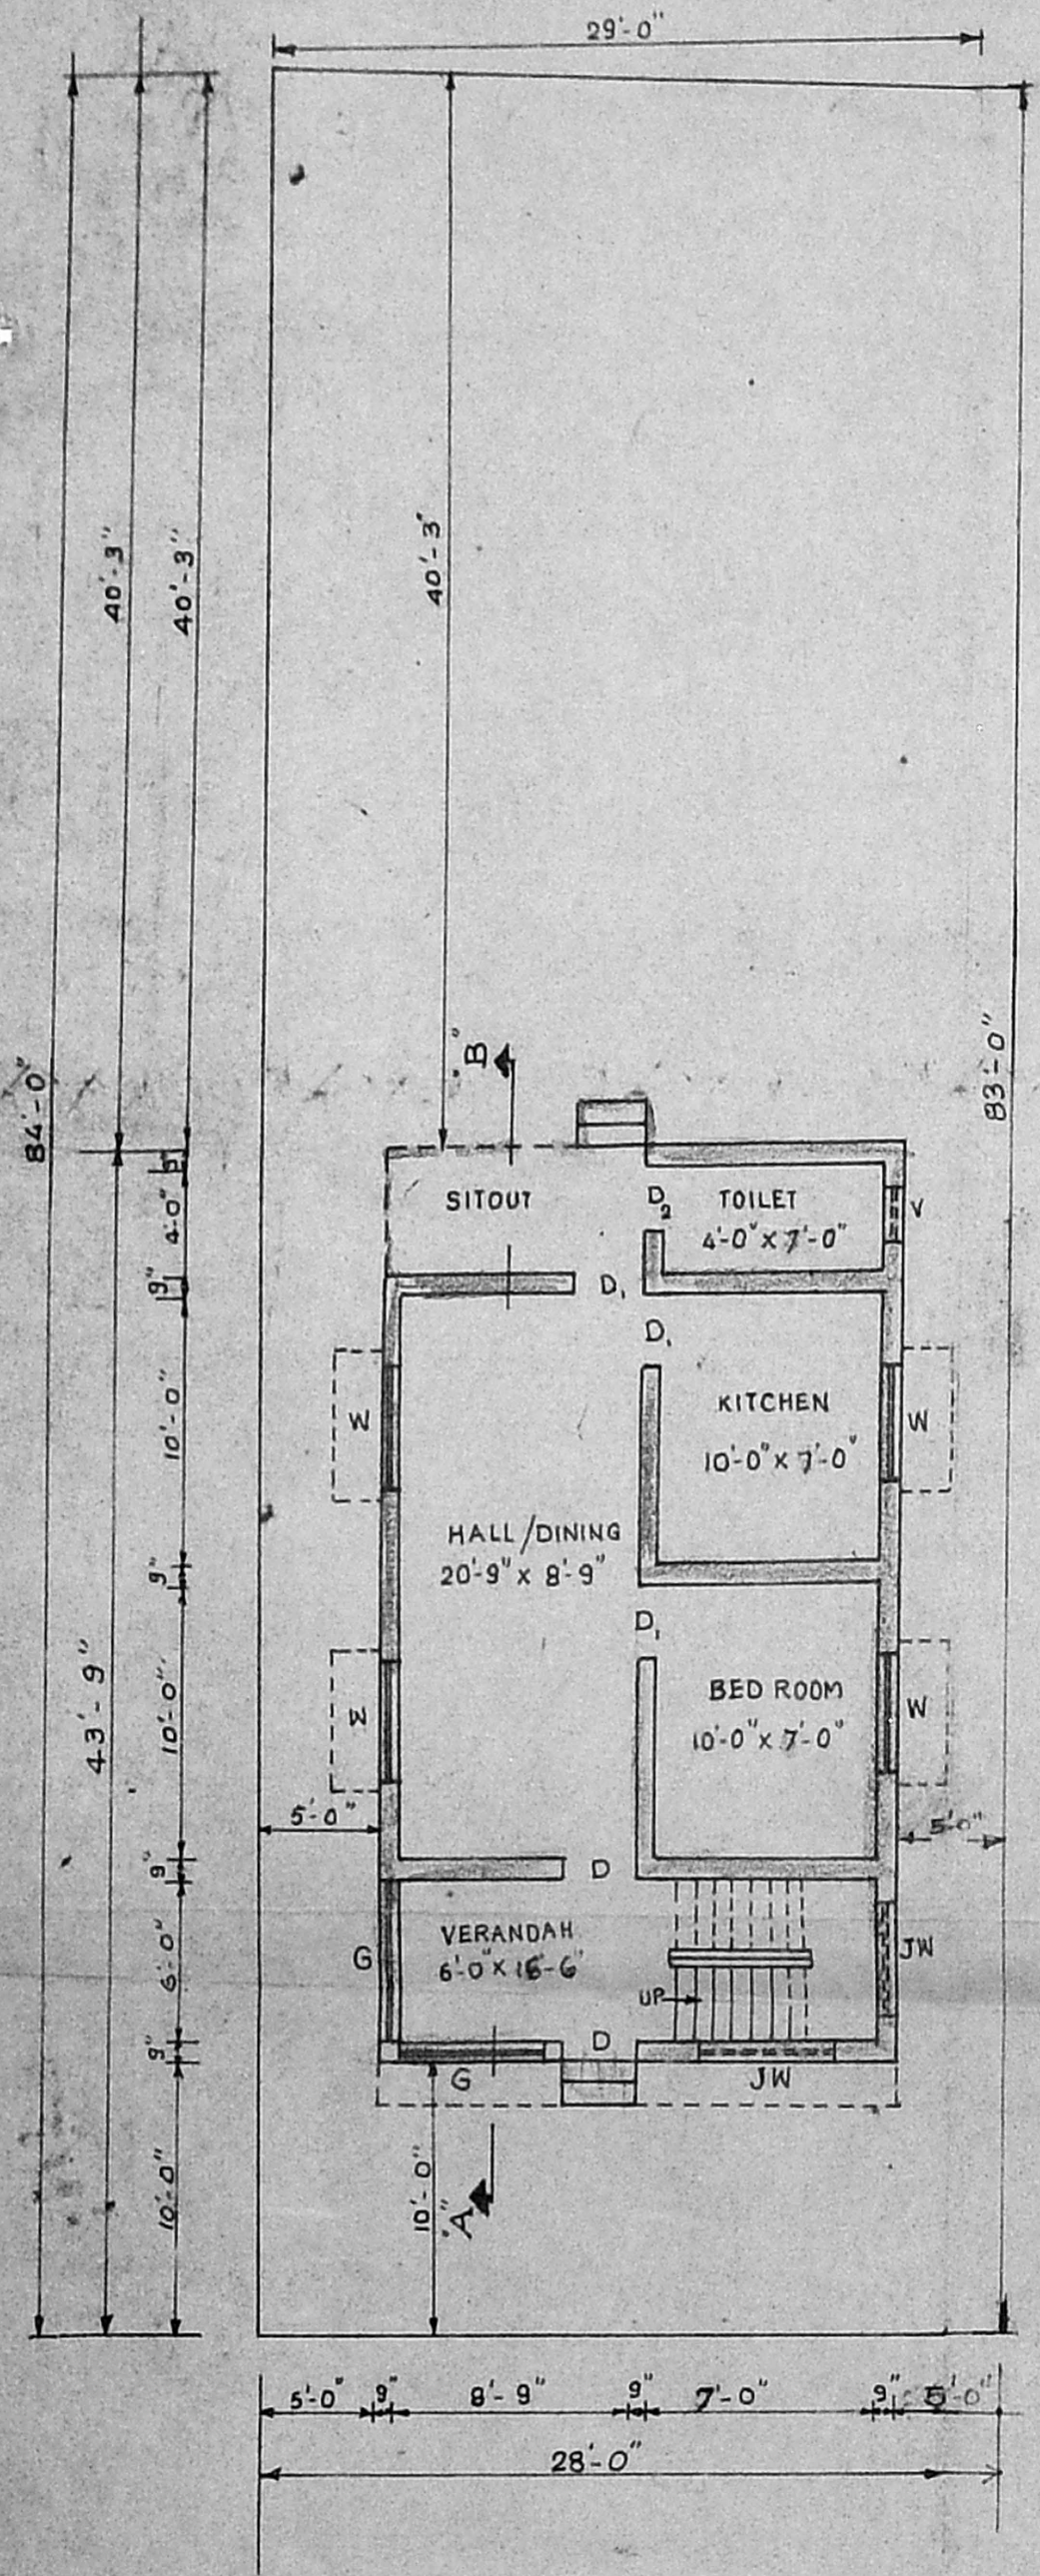 29'-0"
84'-0"
40'-3"
40'-3"
40'-3"
83'-0"
"B"
43'-9"
9"
4'-0"
9"
10'-0"
9"
10'-0"
9"
6'-0"
9"
10'-0"
SITOUT
D2
TOILET
4'-0" X 7'-0"
V
D1
D1
KITCHEN
10'-0" X 7'-0"
W
W
HALL/DINING
20'-9" X 8'-9"
D1
BED ROOM
10'-0" X 7'-0"
W
W
5'-0"
5'-0"
D
VERANDAH
6'-0" X 16'-6"
G
JW
UP
D
G
JW
10'-0"
"A"
5'-0"
9"
8'-9"
9"
7'-0"
9"
5'-0"
28'-0"